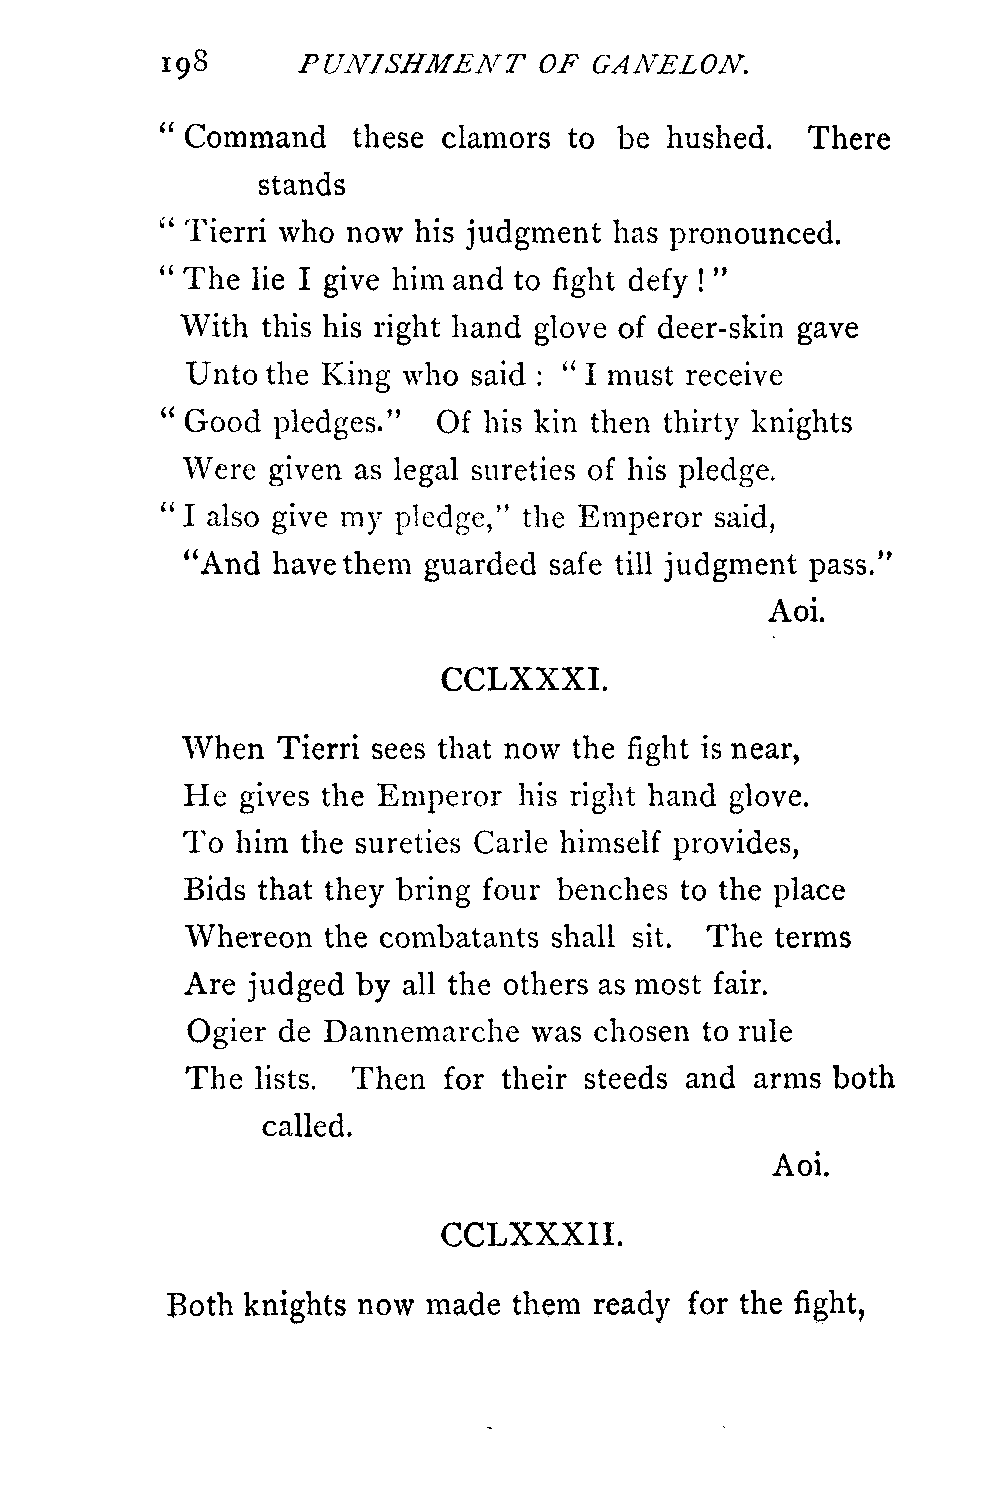 198 PUNISHMENT OF GANELON.
“ Command these clamors to be hushed. There
stands
“ Tierri who now his judgment has pronounced.
“ The lie I give him and to fight defy ! ”
With this his right hand glove of deer-skin gave
Unto the King who said : “ I must receive
“ Good pledges.” Of his kin then thirty knights
Were given as legal sureties of his pledge.
“ I also give my pledge,” the Emperor said,
“And have them guarded safe till judgment pass.”
Aoi.
CCLXXXI.
When Tierri sees that now the fight is near,
He gives the Emperor his right hand glove.
To him the sureties Carle himself provides,
Bids that they bring four benches to the place
Whereon the combatants shall sit. The terms
Are judged by all the others as most fair.
Ogier de Dannemarche was chosen to rule
The lists. Then for their steeds and arms both
called.
Aoi.
CCLXXXII.
Both knights now made them ready for the fight,